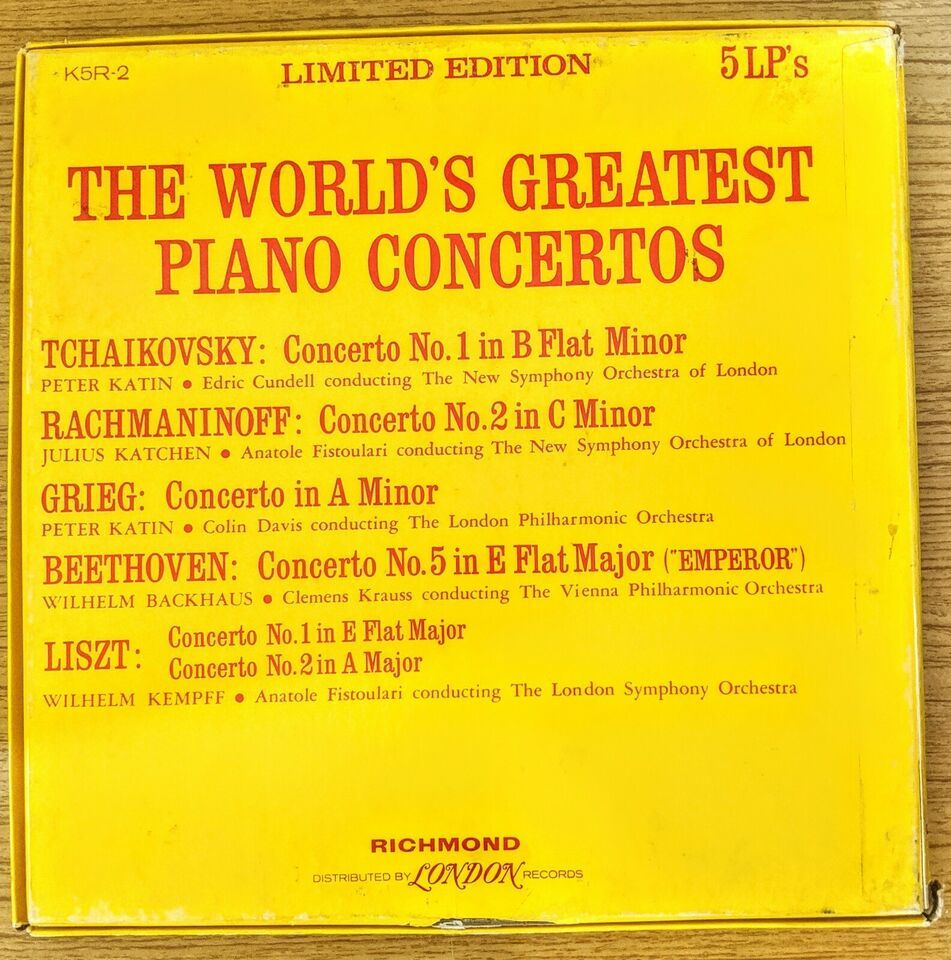 K5R-2 LIMITED EDITION 5 LP's
THE WORLD'S GREATEST
PIANO CONCERTOS
TCHAIKOVSKY: Concerto No. 1 in B Flat Minor
PETER KATIN • Edric Cundell conducting The New Symphony Orchestra of London
RACHMANINOFF: Concerto No. 2 in C Minor
JULIUS KATCHEN • Anatole Fistoulari conducting The New Symphony Orchestra of London
GRIEG: Concerto in A Minor
PETER KATIN • Colin Davis conducting The London Philharmonic Orchestra
BEETHOVEN: Concerto No. 5 in E Flat Major ("EMPEROR")
WILHELM BACKHAUS • Clemens Krauss conducting The Vienna Philharmonic Orchestra
LISZT: Concerto No. 1 in E Flat Major
Concerto No. 2 in A Major
WILHELM KEMPFF • Anatole Fistoulari conducting The London Symphony Orchestra
RICHMOND
DISTRIBUTED BY LONDON RECORDS